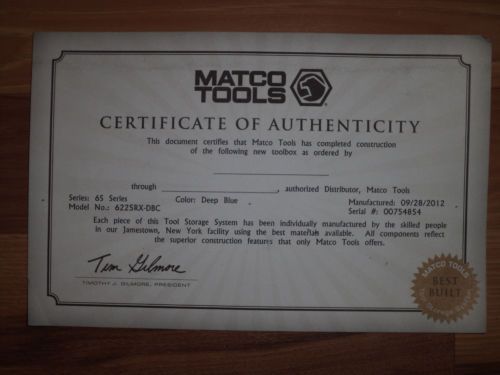 MATCO
TOOLS
CERTIFICATE OF AUTHENTICITY
This document certifies that Matco Tools has completed construction
of the following new toolbox as ordered by
through , authorized Distributor, Matco Tools
Series: 6S Series Color: Deep Blue Manufactured: 09/28/2012
Model No.: 6225RX-DBC Serial #: 00754854
Each piece of this Tool Storage System has been individually manufactured by the skilled people
in our Jamestown, New York facility using the best materials available. All components reflect
the superior construction features that only Matco Tools offers.
Tim Gilmore
TIMOTHY J. GILMORE, PRESIDENT
MATCO TOOLS
BEST
BUILT